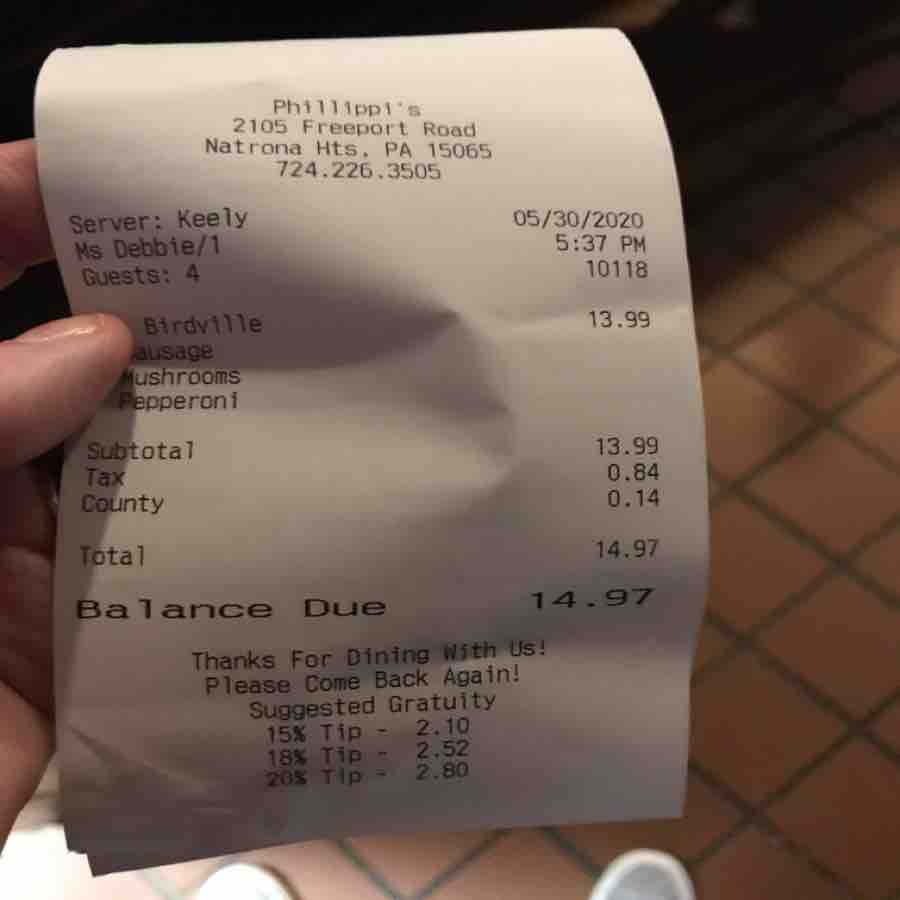 Phillippi's
2105 Freeport Road
Natrona Hts, PA 15065
724.226.3505
Server: Keely 05/30/2020
Ms Debbie/1 5:37 PM
Guests: 4 10118
Birdville 13.99
ausage
Mushrooms
Pepperoni
Subtotal 13.99
Tax 0.84
County 0.14
Total 14.97
Balance Due 14.97
Thanks For Dining With Us!
Please Come Back Again!
Suggested Gratuity
15% Tip - 2.10
18% Tip - 2.52
20% Tip - 2.80